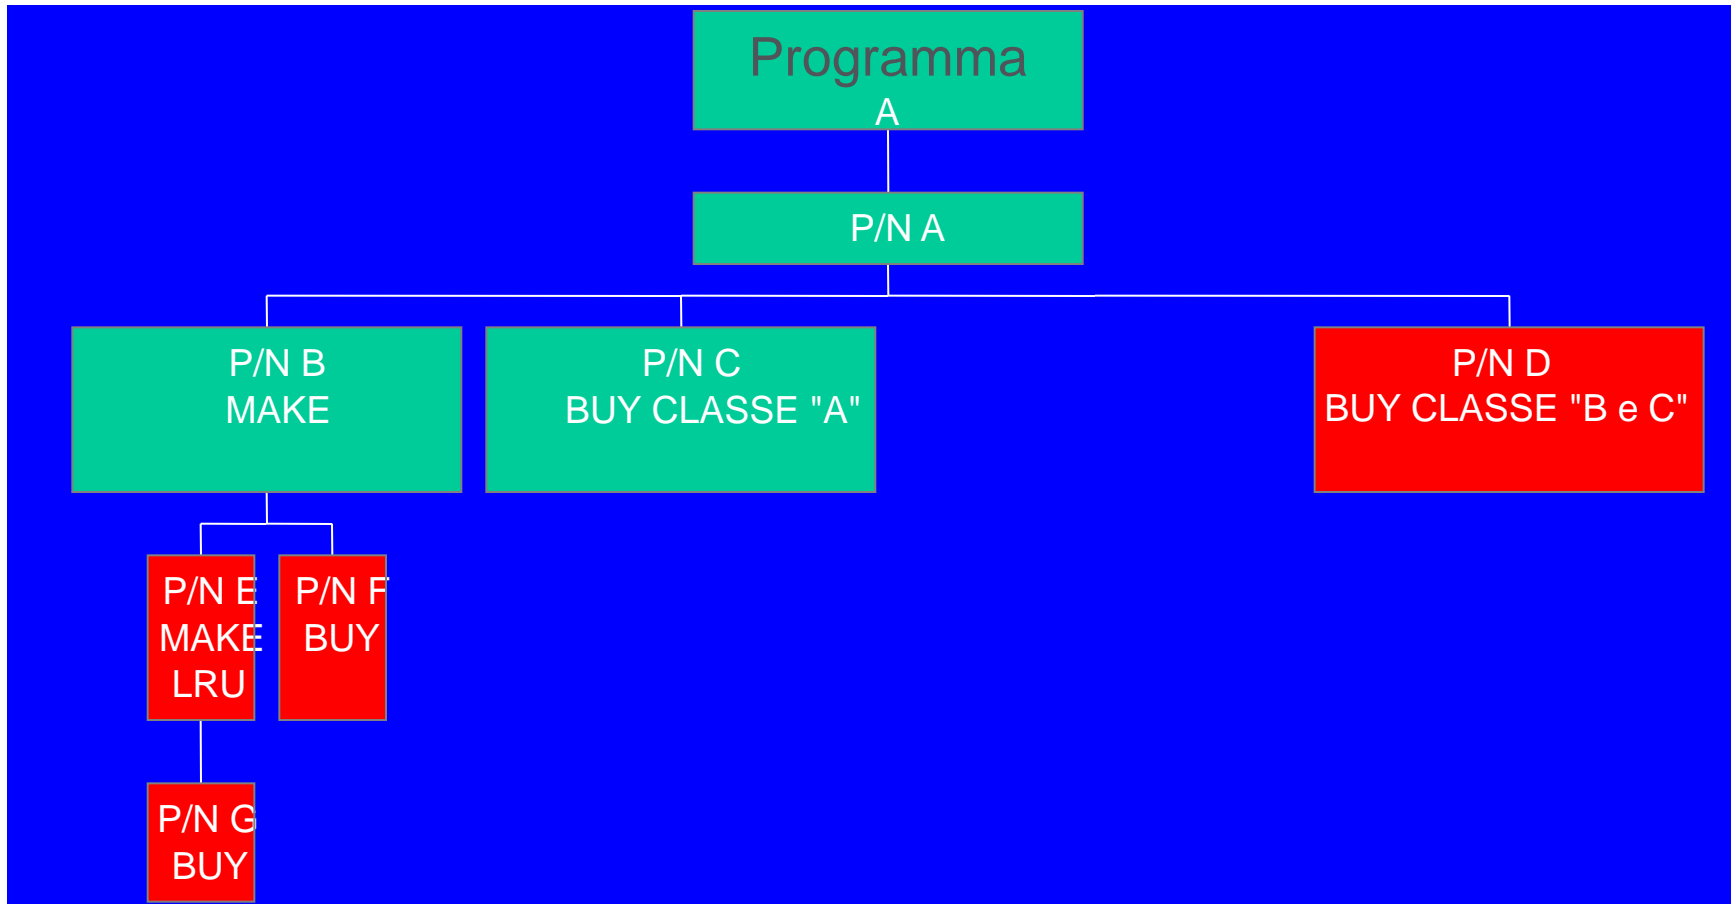 Programma
A
P/N A
P/N B
MAKE
P/N C
BUY CLASSE "A"
P/N D
BUY CLASSE "B e C"
P/N E
MAKE
LRU
P/N F
BUY
P/N G
BUY